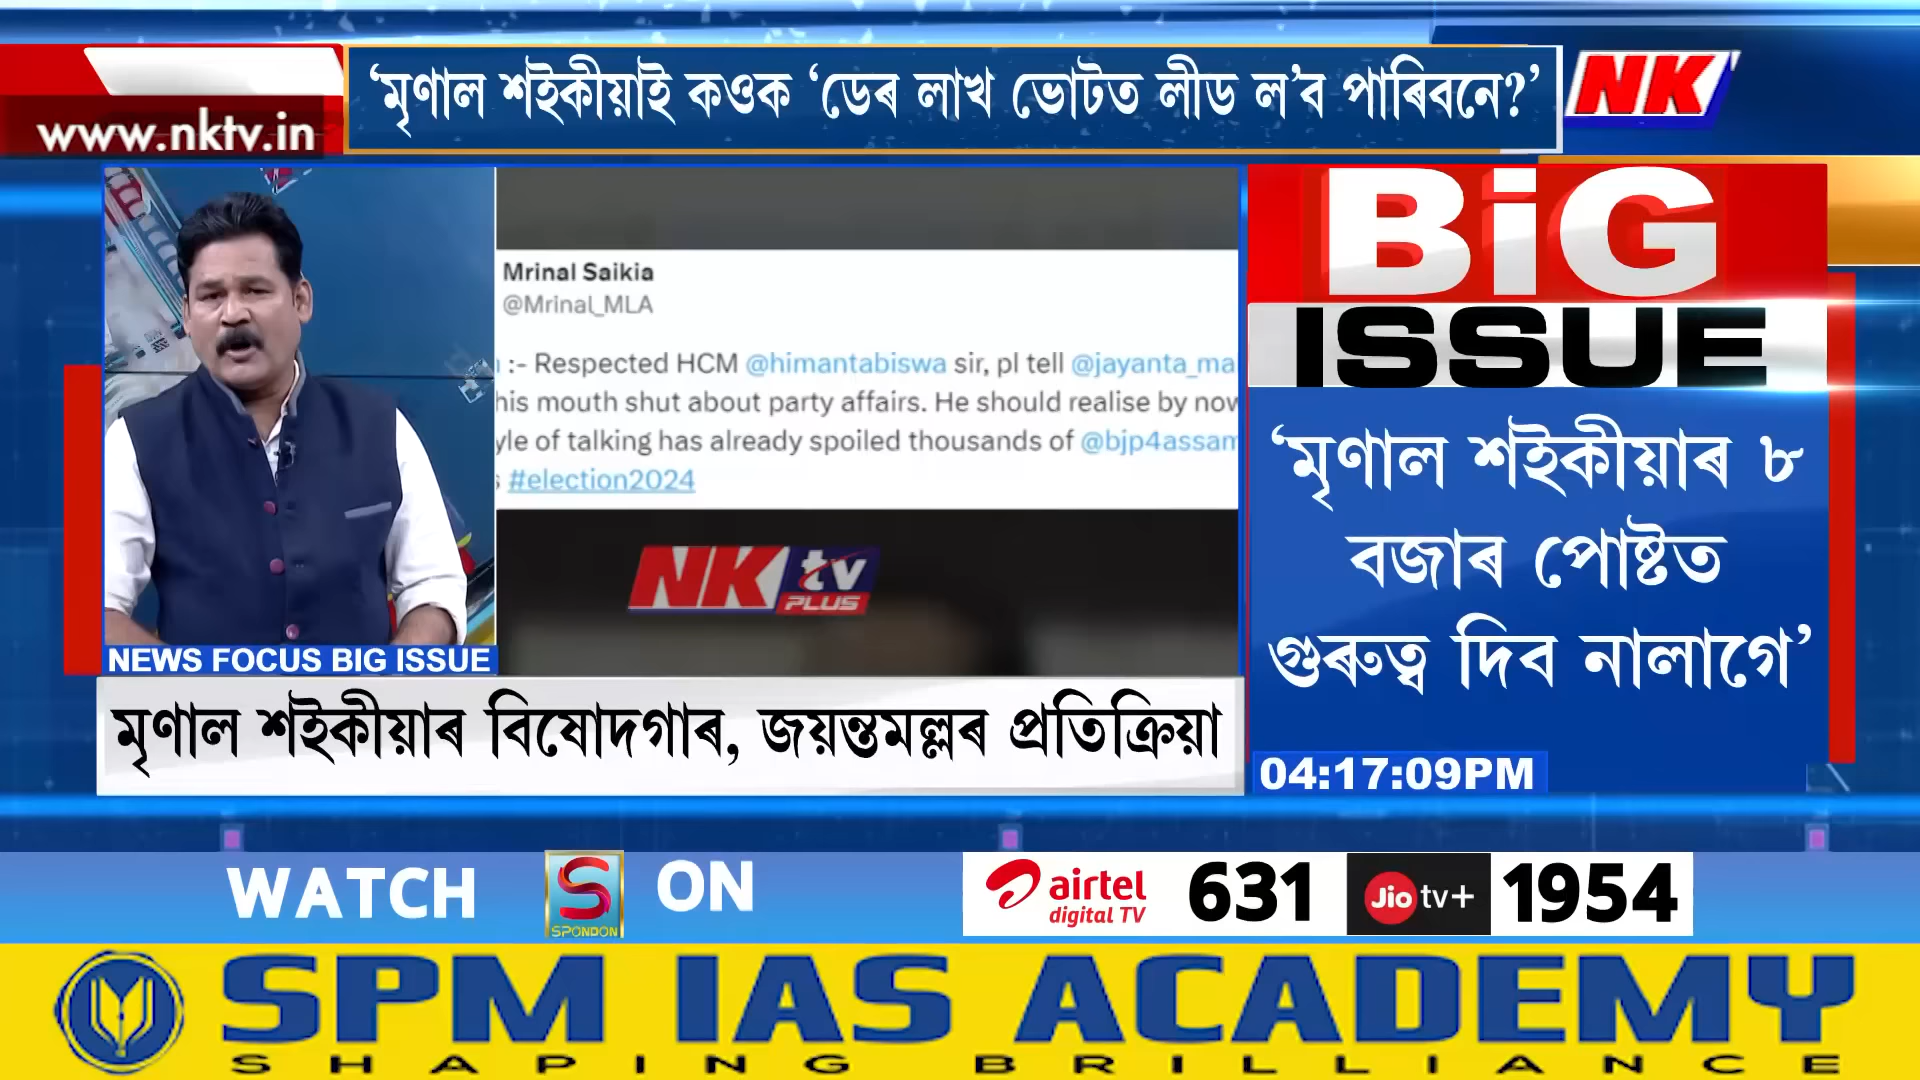 ‘মৃণাল শইকীয়াই কওক ‘ডেৰ লাখ ভোটত লীড ল’ব পাৰিবনে?’
NK
www.nktv.in
Mrinal Saikia
@Mrinal_MLA
:- Respected HCM @himantabiswa sir, pl tell @jayanta_ma
his mouth shut about party affairs. He should realise by now
yle of talking has already spoiled thousands of @bjp4assam
#election2024
NK tv
PLUS
NEWS FOCUS BIG ISSUE
BiG
ISSUE
‘মৃণাল শইকীয়াৰ ৮
বজাৰ পোষ্টত
গুৰুত্ব দিব নালাগে’
মৃণাল শইকীয়াৰ বিষোদগাৰ, জয়ন্তমল্লৰ প্ৰতিক্ৰিয়া
04:17:09PM
WATCH S SPONDON ON airtel digital TV 631 Jio tv+ 1954
SPM IAS ACADEMY
SHAPING BRILLIANCE